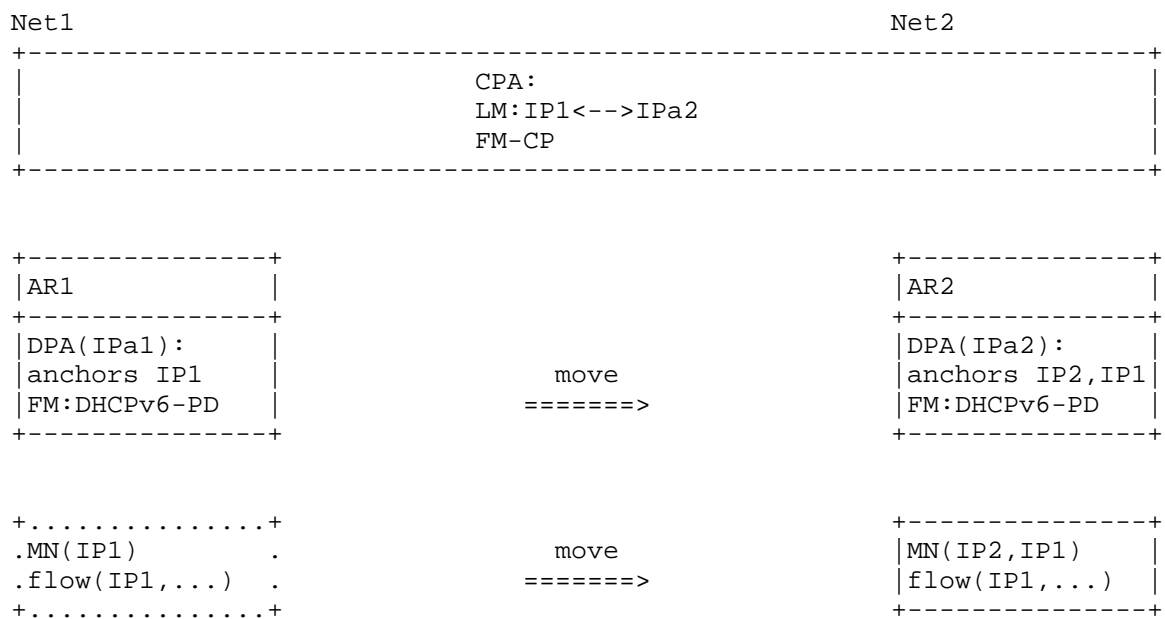 Net1 Net2
CPA:
LM:IP1<-->IPa2
FM-CP
AR1 AR2
DPA(IPa1): DPA(IPa2):
anchors IP1 move anchors IP2,IP1
FM:DHCPv6-PD =======> FM:DHCPv6-PD
MN(IP1) move MN(IP2,IP1)
flow(IP1,...) =======> flow(IP1,...)